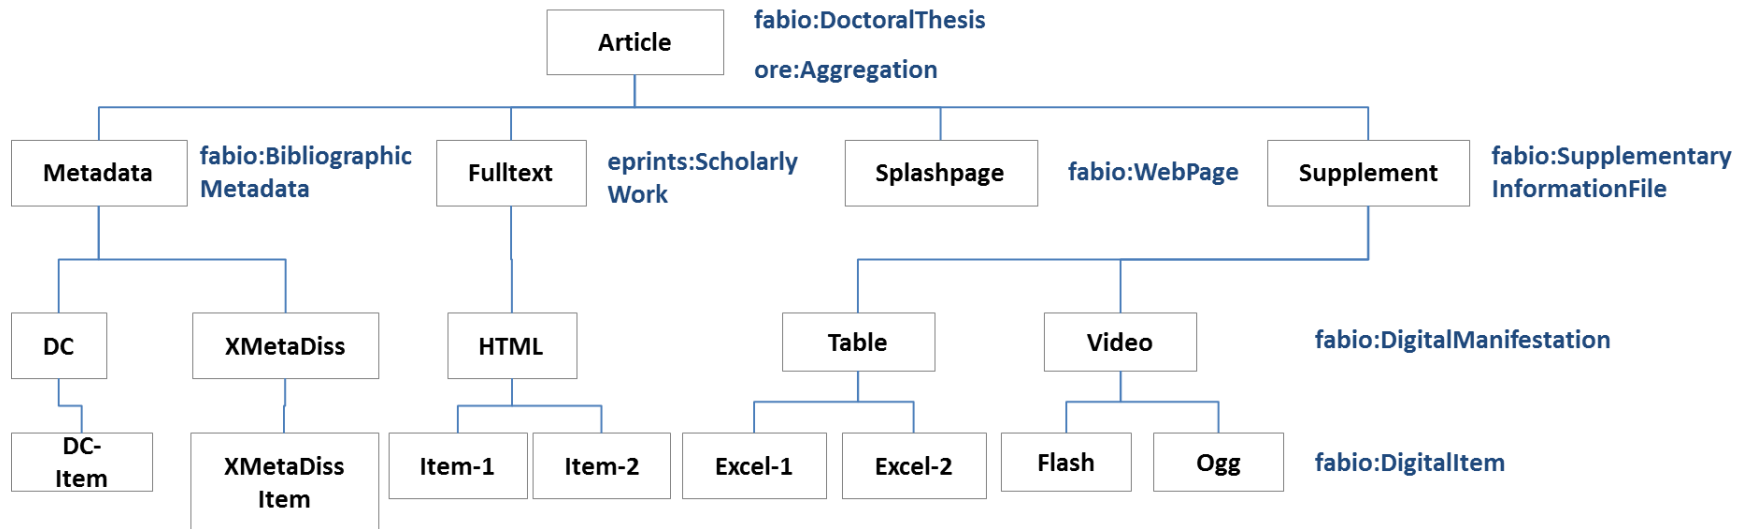 fabio:DoctoralThesis
Article
ore:Aggregation
Metadata
fabio:Bibliographic
Metadata
Fulltext
eprints:Scholarly
Work
Splashpage
fabio:WebPage
Supplement
fabio:Supplementary
InformationFile
DC
XMetaDiss
HTML
Table
Video
fabio:DigitalManifestation
DC-
Item
XMetaDiss
Item
Item-1
Item-2
Excel-1
Excel-2
Flash
Ogg
fabio:DigitalItem